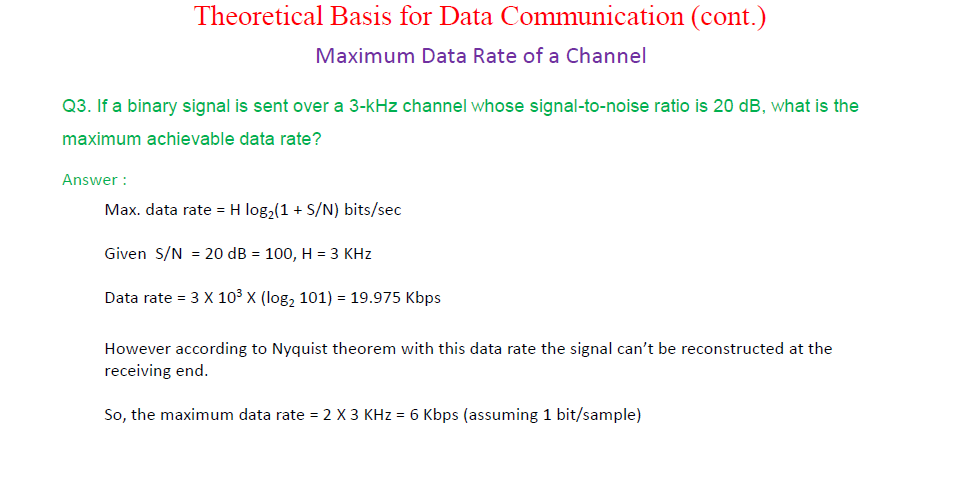 Theoretical Basis for Data Communication (cont.)
Maximum Data Rate of a Channel
Q3. If a binary signal is sent over a 3-kHz channel whose signal-to-noise ratio is 20 dB, what is the
maximum achievable data rate?
Answer :
Max. data rate = H log₂(1 + S/N) bits/sec
Given S/N = 20 dB = 100, H = 3 KHz
Data rate = 3 X 10³ X (log₂ 101) = 19.975 Kbps
However according to Nyquist theorem with this data rate the signal can’t be reconstructed at the
receiving end.
So, the maximum data rate = 2 X 3 KHz = 6 Kbps (assuming 1 bit/sample)